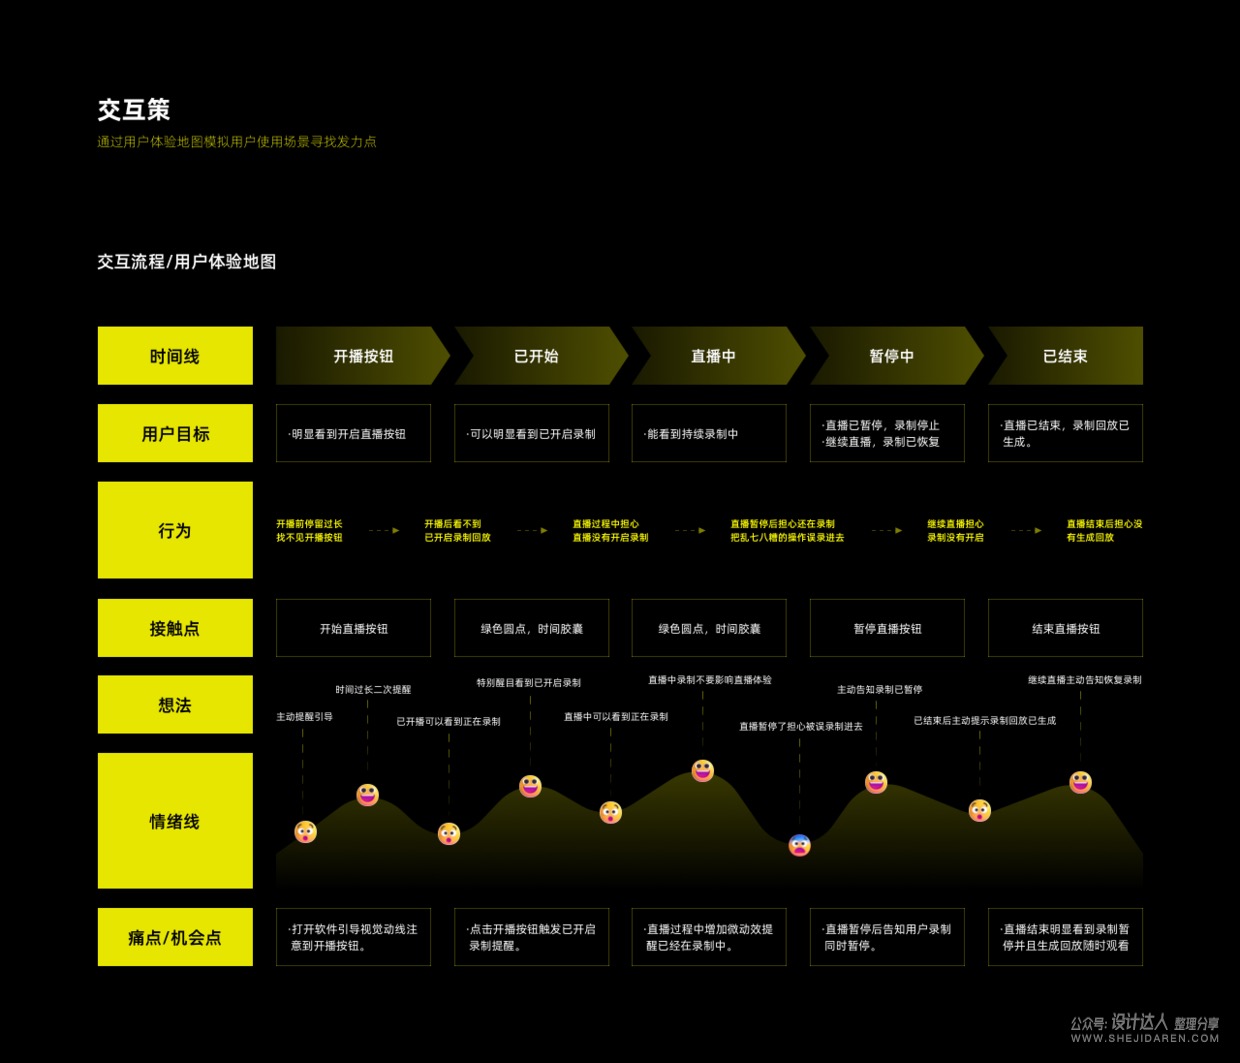 交互策
通过用户体验地图模拟用户使用场景寻找发力点
交互流程/用户体验地图
时间线
开播按钮
已开始
直播中
暂停中
已结束
用户目标
·明显看到开启直播按钮
·可以明显看到已开启录制
·能看到持续录制中
·直播已暂停，录制停止
·继续直播，录制已恢复
·直播已结束，录制回放已
生成。
行为
开播前停留过长
找不见开播按钮
开播后看不到
已开启录制回放
直播过程中担心
直播没有开启录制
直播暂停后担心还在录制
把乱七八糟的操作误录进去
继续直播担心
录制没有开启
直播结束后担心没
有生成回放
接触点
开始直播按钮
绿色圆点，时间胶囊
绿色圆点，时间胶囊
暂停直播按钮
结束直播按钮
想法
主动提醒引导
时间过长二次提醒
已开播可以看到正在录制
特别醒目看到已开启录制
直播中可以看到正在录制
直播中录制不要影响直播体验
直播暂停了担心被误录制进去
主动告知录制已暂停
已结束后主动提示录制回放已生成
继续直播主动告知恢复录制
情绪线
痛点/机会点
·打开软件引导视觉动线注
意到开播按钮。
·点击开播按钮触发已开启
录制提醒。
·直播过程中增加微动效提
醒已经在录制中。
·直播暂停后告知用户录制
同时暂停。
·直播结束明显看到录制暂
停并且生成回放随时观看
公众号: 设计达人 整理分享
WWW.SHEJIDAREN.COM